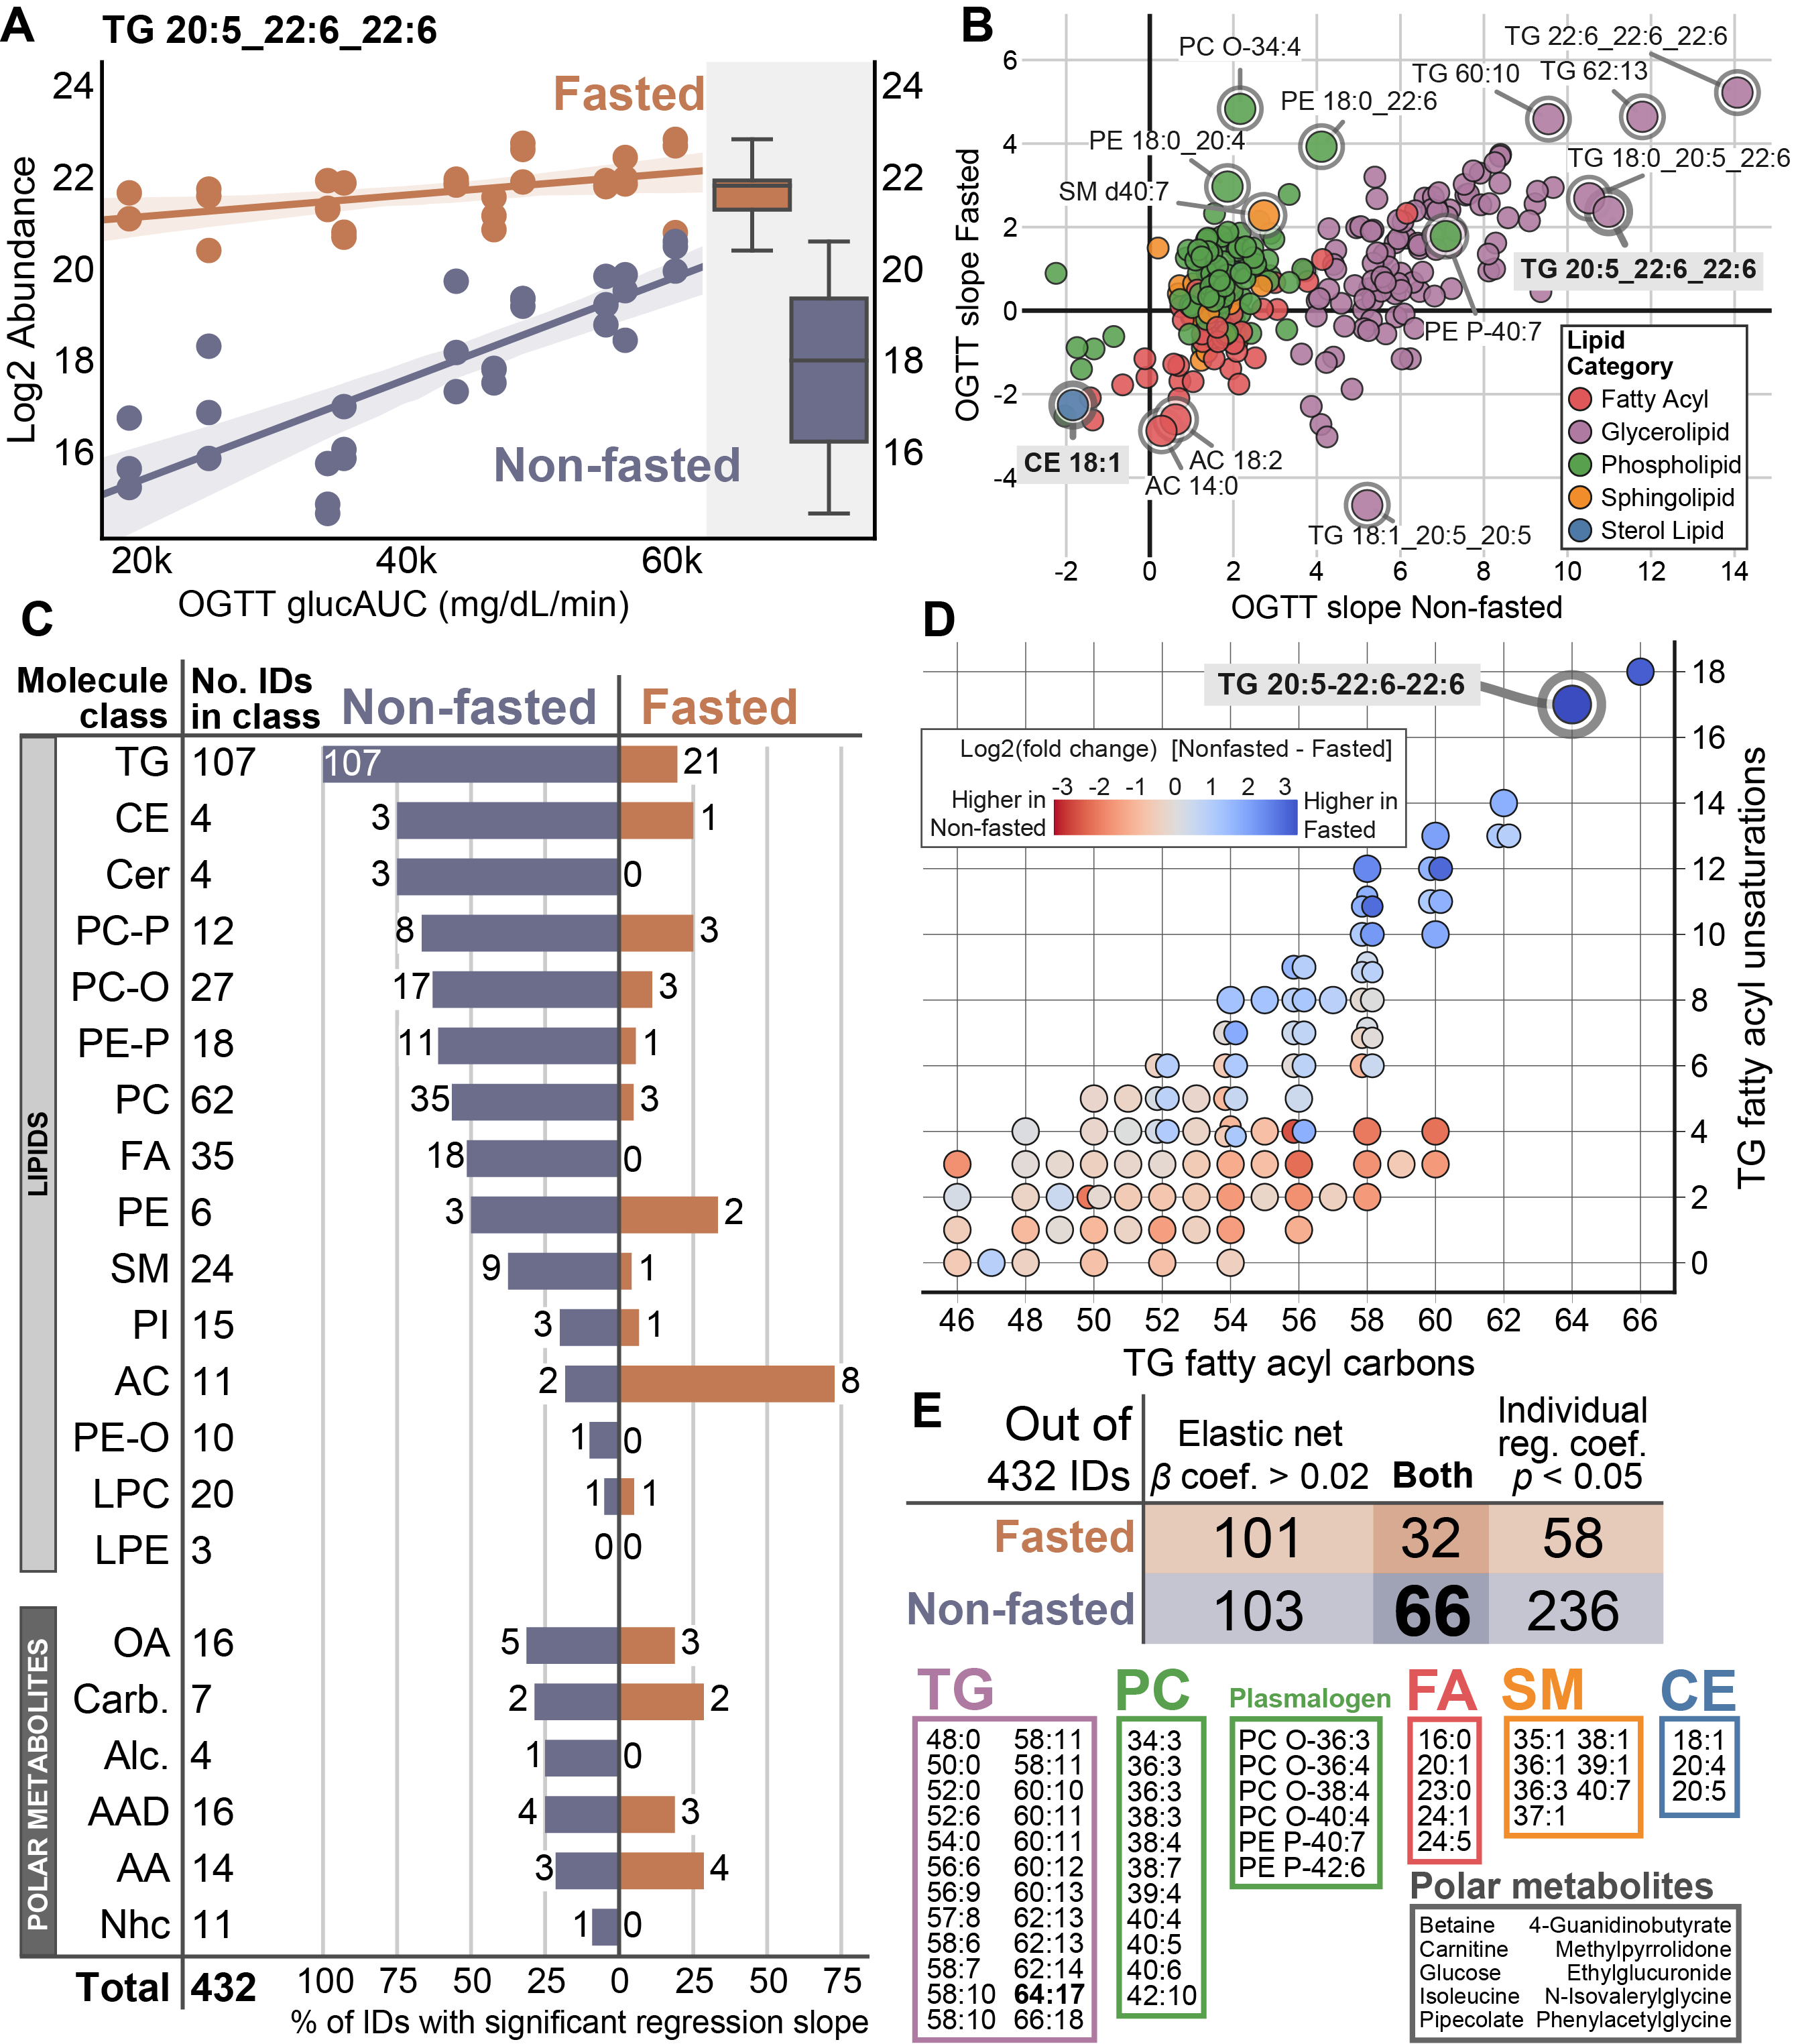 A
TG 20:5_22:6_22:6
Fasted
Non-fasted
Log2 Abundance
24
22
20
18
16
24
22
20
18
16
20k
40k
60k
OGTT glucAUC (mg/dL/min)
B
OGTT slope Fasted
6
4
2
0
-2
-4
PC O-34:4
TG 22:6_22:6_22:6
TG 60:10
TG 62:13
PE 18:0_22:6
PE 18:0_20:4
TG 18:0_20:5_22:6
SM d40:7
TG 20:5_22:6_22:6
PE P-40:7
CE 18:1
AC 18:2
AC 14:0
TG 18:1_20:5_20:5
Lipid
Category
Fatty Acyl
Glycerolipid
Phospholipid
Sphingolipid
Sterol Lipid
-2
0
2
4
6
8
10
12
14
OGTT slope Non-fasted
C
Molecule
class
No. IDs
in class
Non-fasted
Fasted
LIPIDS
TG 107 107 21
CE 4 3 1
Cer 4 3 0
PC-P 12 8 3
PC-O 27 17 3
PE-P 18 11 1
PC 62 35 3
FA 35 18 0
PE 6 3 2
SM 24 9 1
PI 15 3 1
AC 11 2 8
PE-O 10 1 0
LPC 20 1 1
LPE 3 0 0
POLAR METABOLITES
OA 16 5 3
Carb. 7 2 2
Alc. 4 1 0
AAD 16 4 3
AA 14 3 4
Nhc 11 1 0
Total 432
100 75 50 25 0 25 50 75
% of IDs with significant regression slope
D
TG 20:5-22:6-22:6
Log2(fold change) [Nonfasted - Fasted]
-3 -2 -1 0 1 2 3
Higher in
Non-fasted
Higher in
Fasted
18
16
14
12
10
8
6
4
2
0
TG fatty acyl unsaturations
46 48 50 52 54 56 58 60 62 64 66
TG fatty acyl carbons
E
Out of
432 IDs
Elastic net
β coef. > 0.02
Both
Individual
reg. coef.
p < 0.05
Fasted 101 32 58
Non-fasted 103 66 236
TG
48:0 58:11
50:0 58:11
52:0 60:10
52:6 60:11
54:0 60:11
56:6 60:12
56:9 60:13
57:8 62:13
58:6 62:13
58:7 62:14
58:10 64:17
58:10 66:18
PC
34:3
36:3
36:3
38:3
38:4
38:7
39:4
40:4
40:5
40:6
42:10
Plasmalogen
PC O-36:3
PC O-36:4
PC O-38:4
PC O-40:4
PE P-40:7
PE P-42:6
FA
16:0
20:1
23:0
24:1
24:5
SM
35:1 38:1
36:1 39:1
36:3 40:7
37:1
CE
18:1
20:4
20:5
Polar metabolites
Betaine 4-Guanidinobutyrate
Carnitine Methylpyrrolidone
Glucose Ethylglucuronide
Isoleucine N-Isovalerylglycine
Pipecolate Phenylacetylglycine